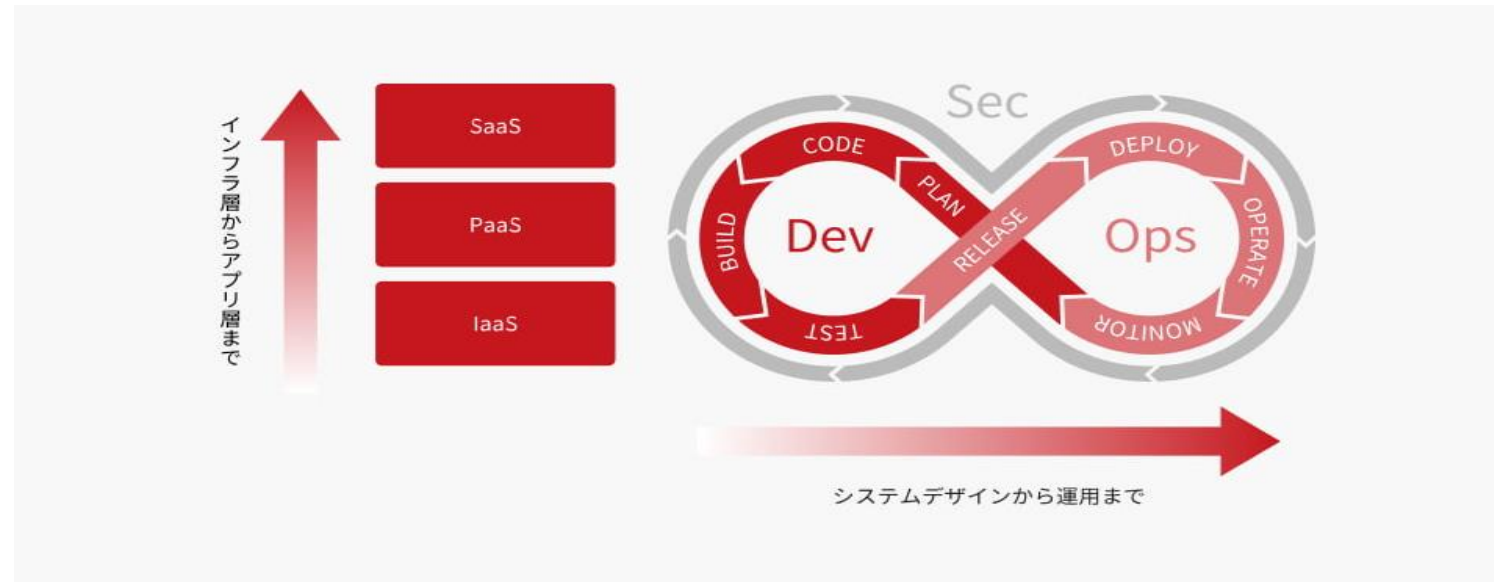 インフラ層からアプリ層まで
SaaS
PaaS
IaaS
Sec
Dev
Ops
PLAN
CODE
BUILD
TEST
RELEASE
DEPLOY
OPERATE
MONITOR
システムデザインから運用まで